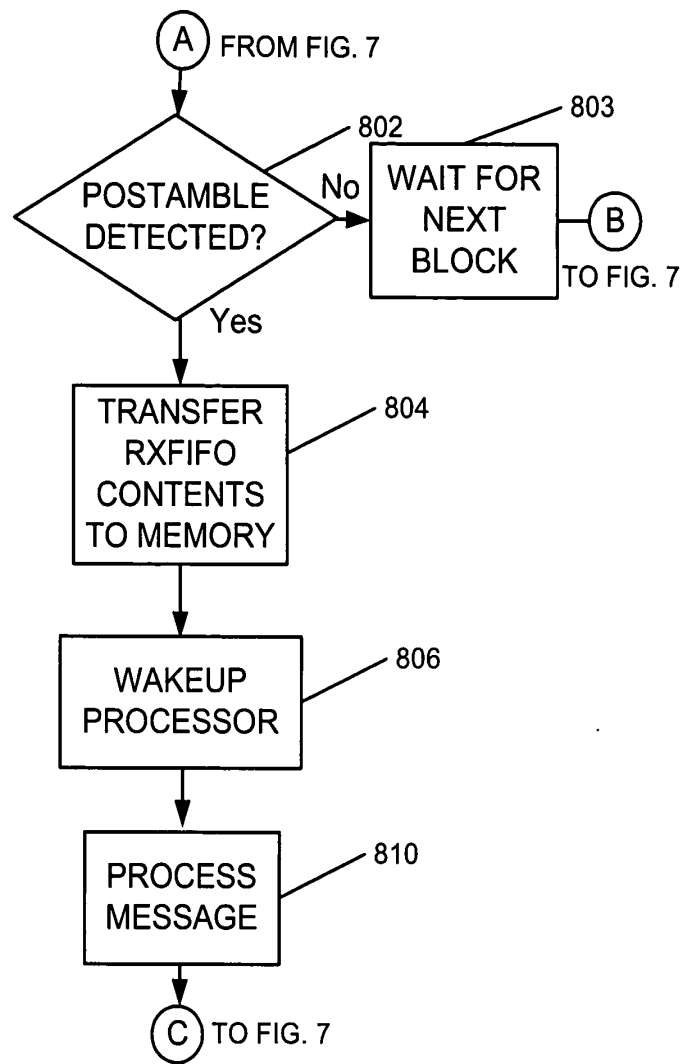 A FROM FIG. 7
802
803
POSTAMBLE
DETECTED?
No
WAIT FOR
NEXT
BLOCK
B
TO FIG. 7
Yes
TRANSFER
RXFIFO
CONTENTS
TO MEMORY
804
WAKEUP
PROCESSOR
806
PROCESS
MESSAGE
810
C TO FIG. 7